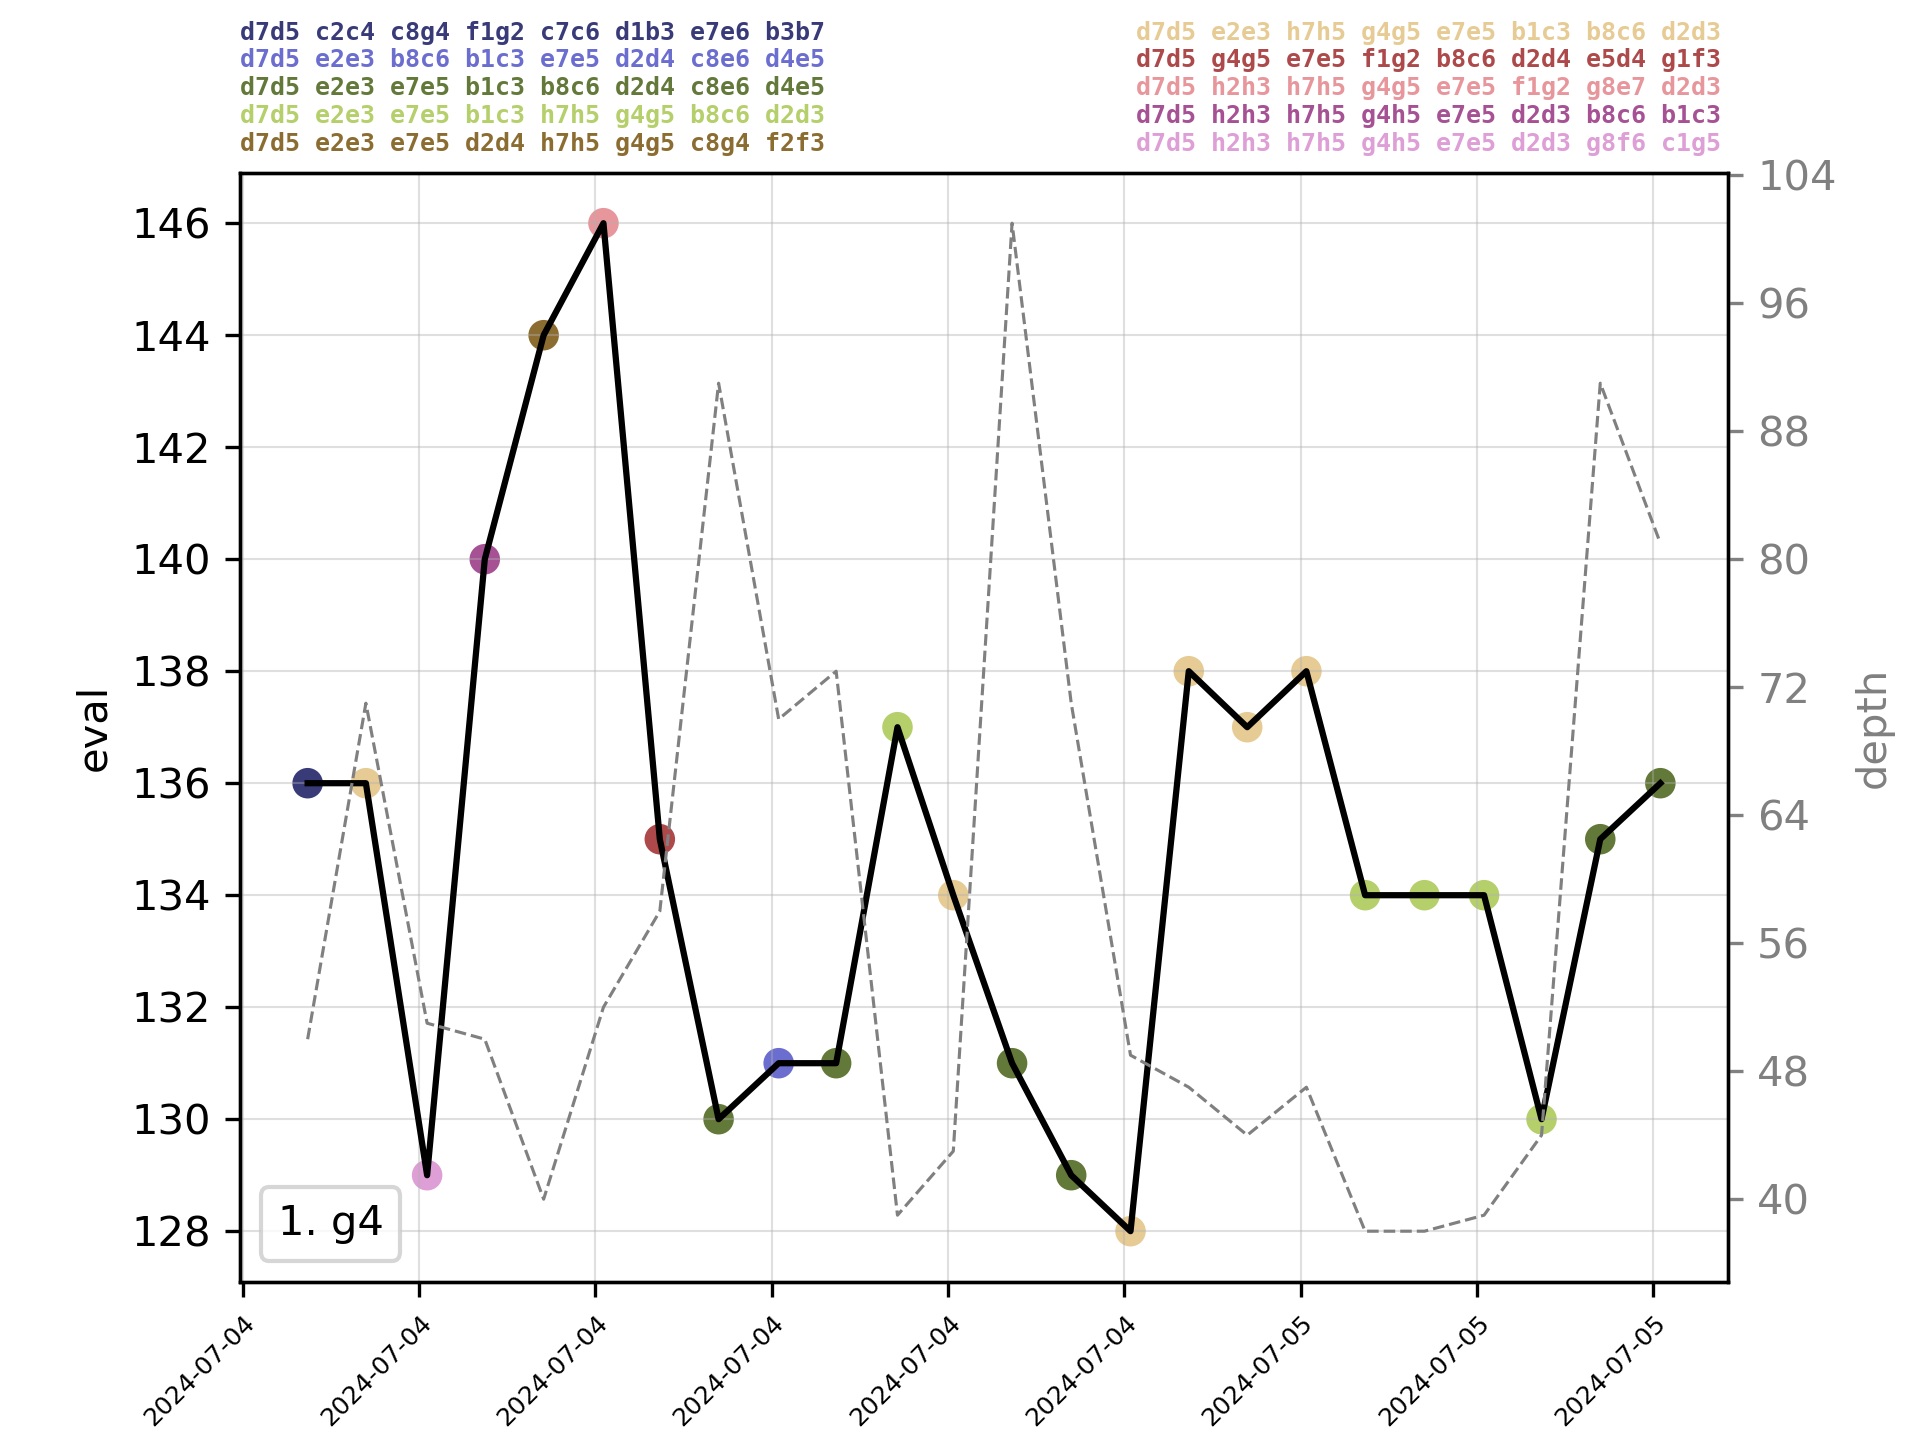 d7d5 c2c4 c8g4 f1g2 c7c6 d1b3 e7e6 b3b7
d7d5 e2e3 b8c6 b1c3 e7e5 d2d4 c8e6 d4e5
d7d5 e2e3 e7e5 b1c3 b8c6 d2d4 c8e6 d4e5
d7d5 e2e3 e7e5 b1c3 h7h5 g4g5 b8c6 d2d3
d7d5 e2e3 e7e5 d2d4 h7h5 g4g5 c8g4 f2f3
d7d5 e2e3 h7h5 g4g5 e7e5 b1c3 b8c6 d2d3
d7d5 g4g5 e7e5 f1g2 b8c6 d2d4 e5d4 g1f3
d7d5 h2h3 h7h5 g4g5 e7e5 f1g2 g8e7 d2d3
d7d5 h2h3 h7h5 g4h5 e7e5 d2d3 b8c6 b1c3
d7d5 h2h3 h7h5 g4h5 e7e5 d2d3 g8f6 c1g5
146
144
142
140
138
136
134
132
130
128
eval
104
96
88
80
72
64
56
48
40
depth
1. g4
2024-07-04
2024-07-04
2024-07-04
2024-07-04
2024-07-04
2024-07-04
2024-07-05
2024-07-05
2024-07-05